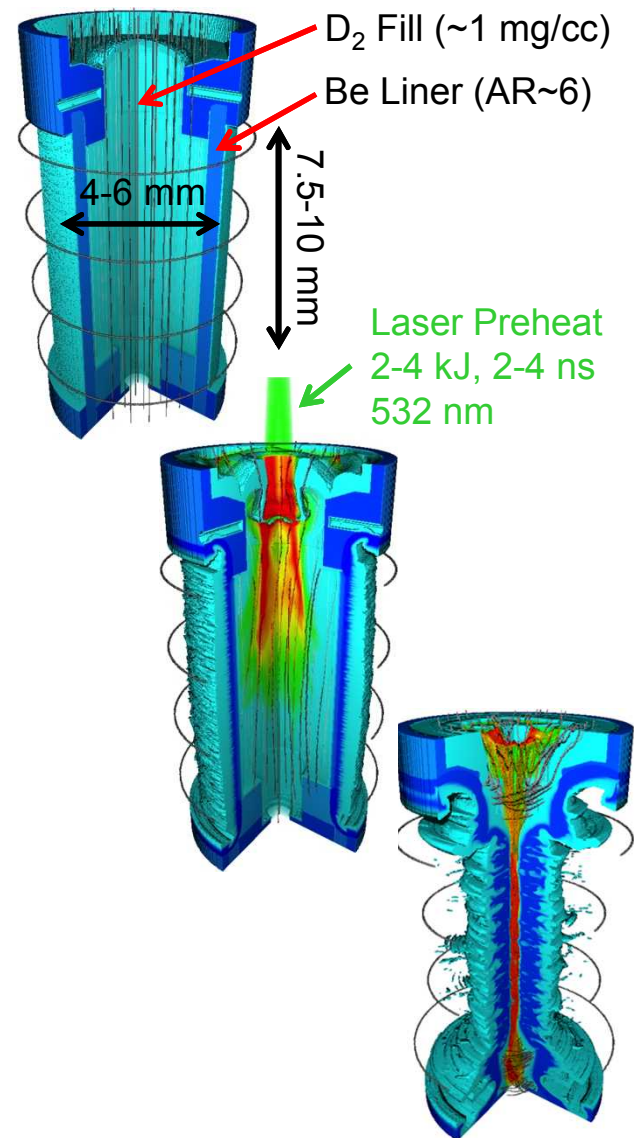 D₂ Fill (~1 mg/cc)
Be Liner (AR~6)
4-6 mm
7.5-10 mm
Laser Preheat
2-4 kJ, 2-4 ns
532 nm